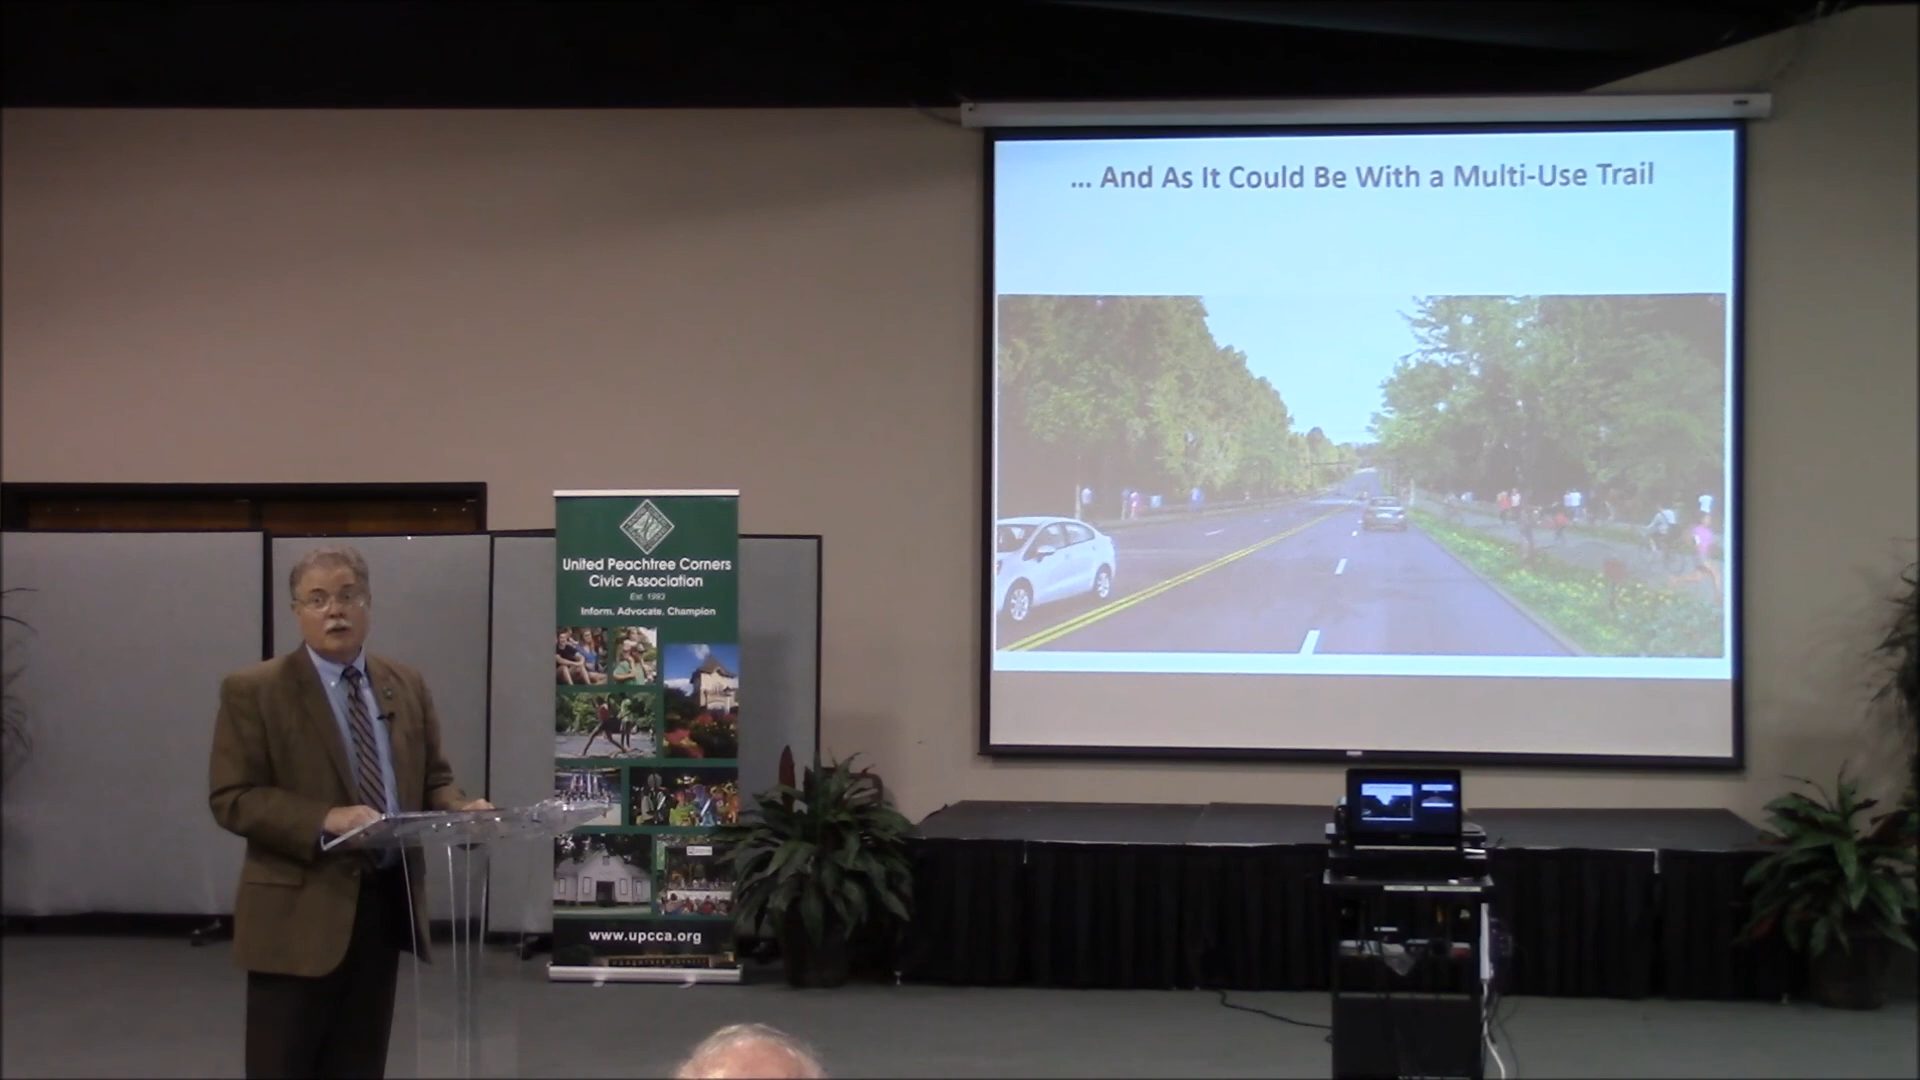 ... And As It Could Be With a Multi-Use Trail
United Peachtree Corners
Civic Association
Est. 1993
Inform. Advocate. Champion
www.upcca.org